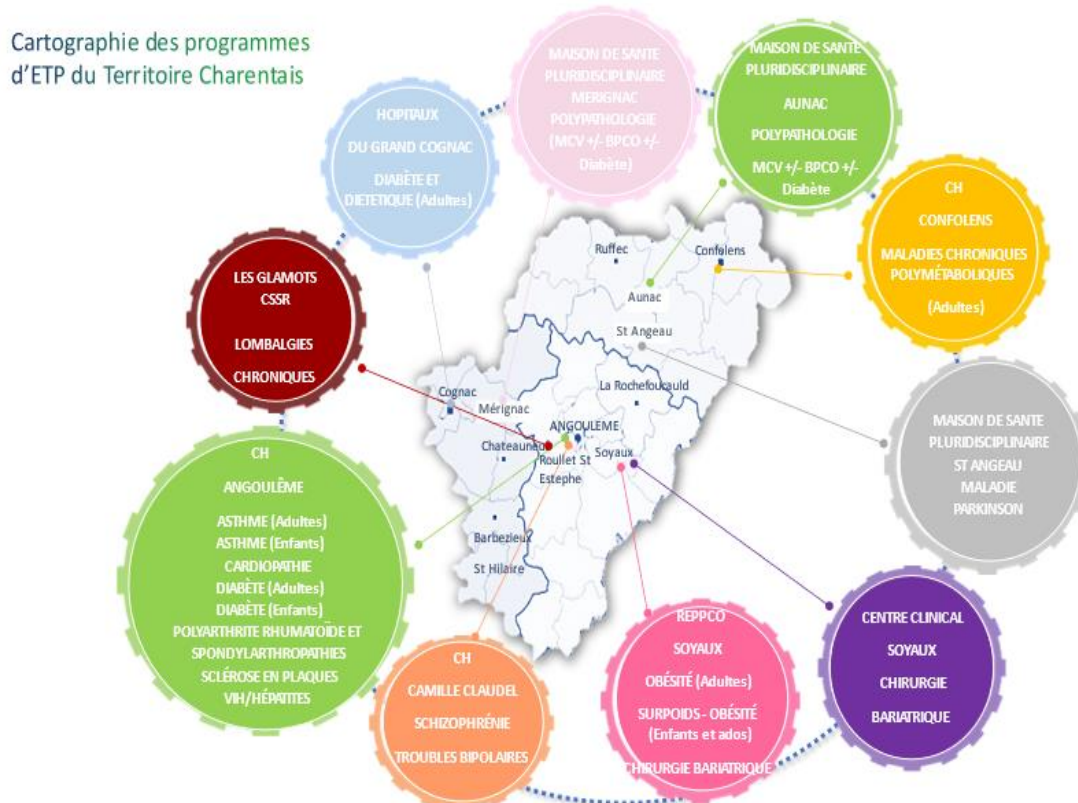 Cartographie des programmes
d'ETP du Territoire Charentais
MAISON DE SANTE
PLURIDISCIPLINAIRE
MERIGNAC
POLYPATHOLOGIE
(MCV +/- BPCO +/-
Diabète)
MAISON DE SANTE
PLURIDISCIPLINAIRE
AUNAC
POLYPATHOLOGIE
MCV +/- BPCO +/-
Diabète
HOPITAUX
DU GRAND COGNAC
DIABÈTE ET
DIETETIQUE (Adultes)
CH
CONFOLENS
MALADIES CHRONIQUES
POLYMÉTABOLIQUES
(Adultes)
LES GLAMOTS
CSSR
LOMBALGIES
CHRONIQUES
Ruffec
Confolens
Aunac
St Angeau
La Rochefoucauld
Cognac
Mérignac
ANGOULEME
Chateauneu
Roullet St
Estephe
Soyaux
Barbezieux
St Hilaire
MAISON DE SANTE
PLURIDISCIPLINAIRE
ST ANGEAU
MALADIE
PARKINSON
CH
ANGOULÊME
ASTHME (Adultes)
ASTHME (Enfants)
CARDIOPATHIE
DIABÈTE (Adultes)
DIABÈTE (Enfants)
POLYARTHRITE RHUMATOÏDE ET
SPONDYLARTHROPATHIES
SCLÉROSE EN PLAQUES
VIH/HÉPATITES
CH
CAMILLE CLAUDEL
SCHIZOPHRÉNIE
TROUBLES BIPOLAIRES
REPPCO
SOYAUX
OBÉSITÉ (Adultes)
SURPOIDS - OBÉSITÉ
(Enfants et ados)
CHIRURGIE BARIATRIQUE
CENTRE CLINICAL
SOYAUX
CHIRURGIE
BARIATRIQUE